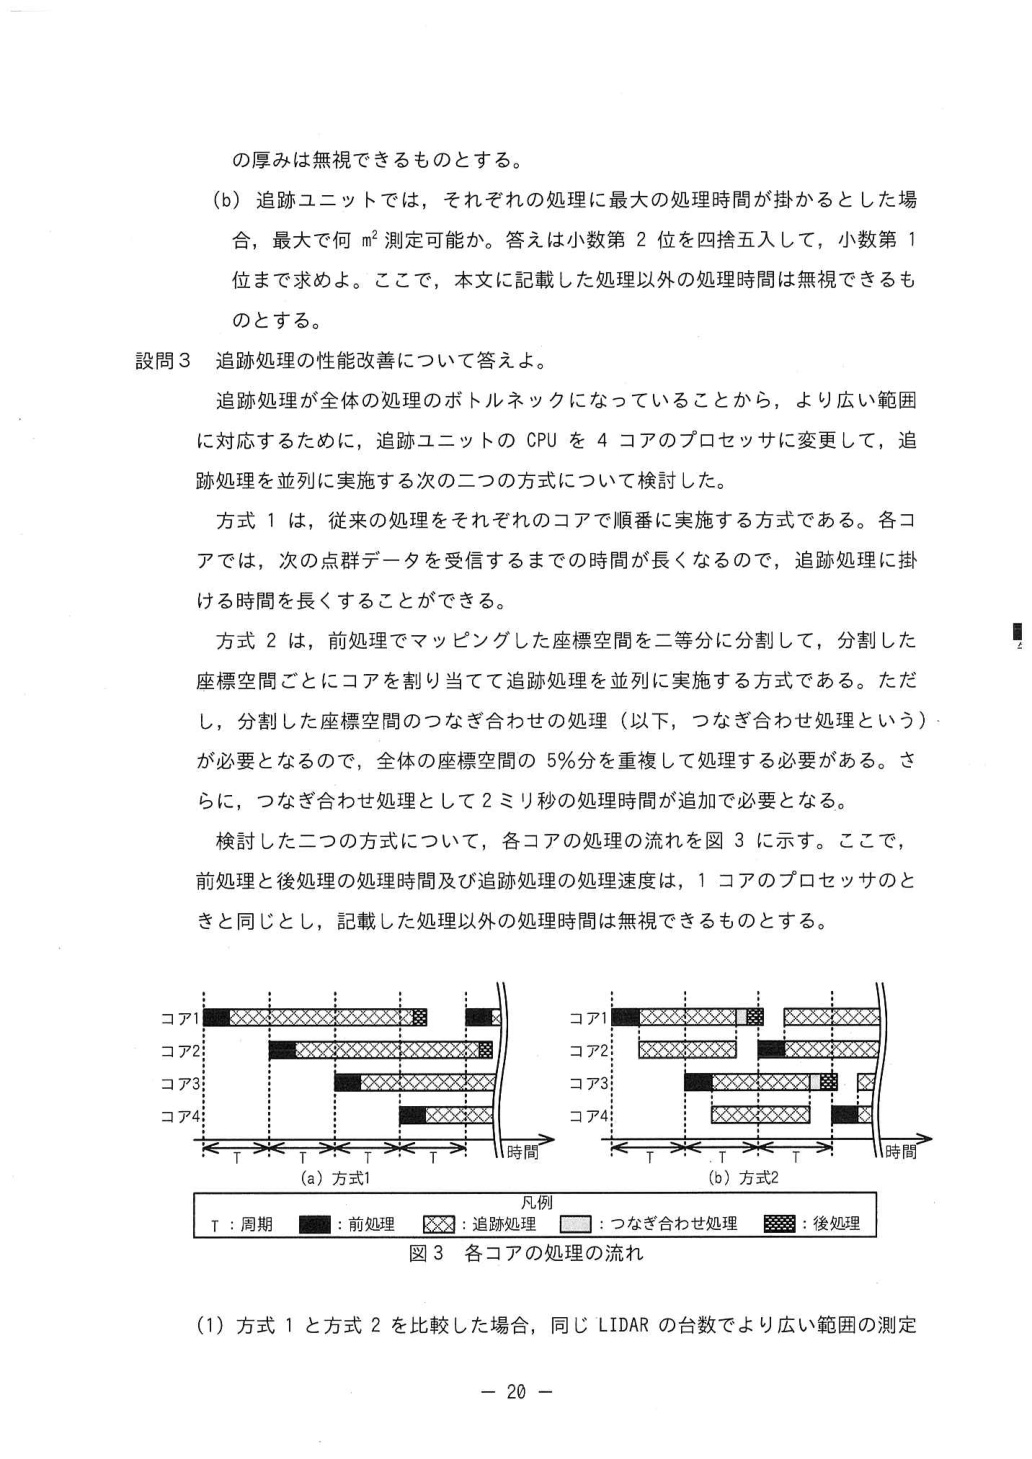 の厚みは無視できるものとする。
(b) 追跡ユニットでは，それぞれの処理に最大の処理時間が掛かるとした場
合，最大で何 m² 測定可能か。答えは小数第 2 位を四捨五入して，小数第 1
位まで求めよ。ここで，本文に記載した処理以外の処理時間は無視できるも
のとする。
設問3 追跡処理の性能改善について答えよ。
追跡処理が全体の処理のボトルネックになっていることから，より広い範囲
に対応するために，追跡ユニットの CPU を 4 コアのプロセッサに変更して，追
跡処理を並列に実施する次の二つの方式について検討した。
方式 1 は，従来の処理をそれぞれのコアで順番に実施する方式である。各コ
アでは，次の点群データを受信するまでの時間が長くなるので，追跡処理に掛
ける時間を長くすることができる。
方式 2 は，前処理でマッピングした座標空間を二等分に分割して，分割した
座標空間ごとにコアを割り当てて追跡処理を並列に実施する方式である。ただ
し，分割した座標空間のつなぎ合わせの処理（以下，つなぎ合わせ処理という）
が必要となるので，全体の座標空間の 5%分を重複して処理する必要がある。さ
らに，つなぎ合わせ処理として2ミリ秒の処理時間が追加で必要となる。
検討した二つの方式について，各コアの処理の流れを図 3 に示す。ここで，
前処理と後処理の処理時間及び追跡処理の処理速度は，1 コアのプロセッサのと
きと同じとし，記載した処理以外の処理時間は無視できるものとする。
コア1
コア2
コア3
コア4
T T T T 時間
(a) 方式1
コア1
コア2
コア3
コア4
T T T 時間
(b) 方式2
凡例
T：周期 ：前処理 ：追跡処理 ：つなぎ合わせ処理 ：後処理
図3 各コアの処理の流れ
(1) 方式 1 と方式 2 を比較した場合，同じ LIDAR の台数でより広い範囲の測定
－ 20 －